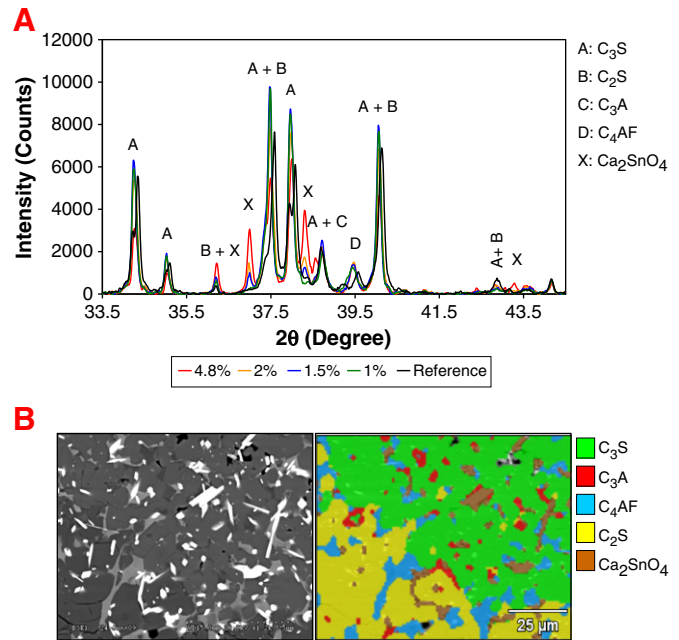 A
12000
10000
8000
6000
4000
2000
0
Intensity (Counts)
33.5 35.5 37.5 39.5 41.5 43.5
2θ (Degree)
A
A
B + X
X
A + B
A
X
A + C
D
A + B
A + B
X
A: C₃S
B: C₂S
C: C₃A
D: C₄AF
X: Ca₂SnO₄
4.8% 2% 1.5% 1% Reference
B
C₃S
C₃A
C₄AF
C₂S
Ca₂SnO₄
25 µm